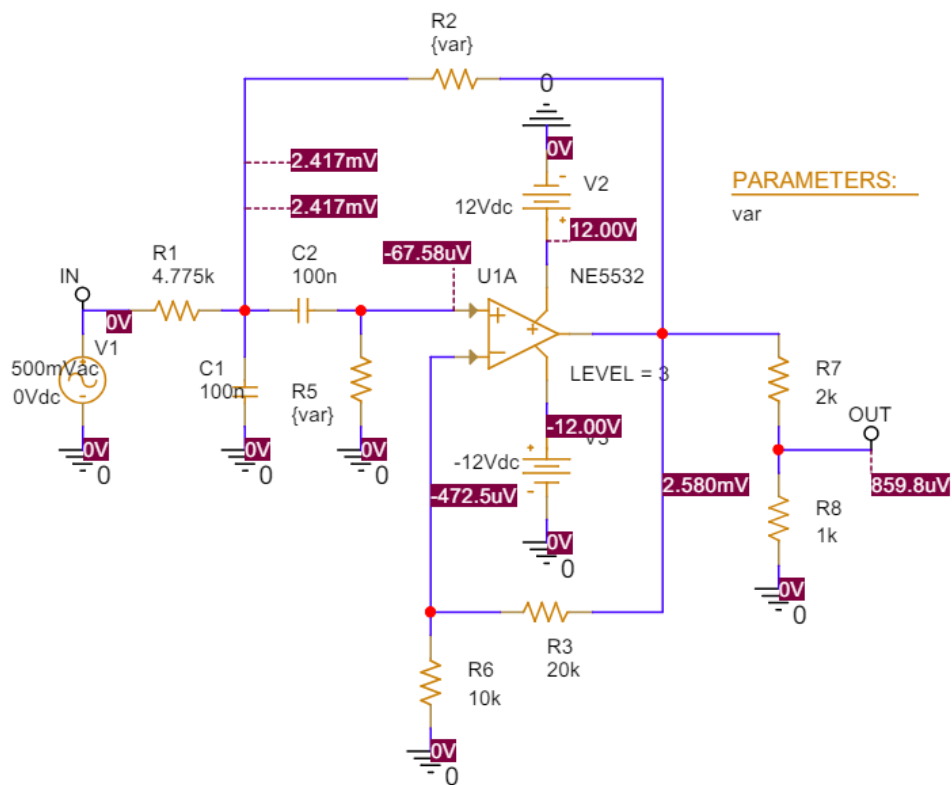 R2
{var}
0
0V
2.417mV
V2
PARAMETERS:
2.417mV
12Vdc
var
12.00V
-67.58uV
R1
C2
U1A
NE5532
IN
4.775k
100n
0V
V1
500mVac
C1
LEVEL = 3
R7
0Vdc
100n
R5
2k
OUT
{var}
-12.00V
V3
0V
0V
0V
-12Vdc
2.580mV
859.8uV
0
0
0
-472.5uV
R8
1k
0V
0
0V
0
R3
20k
R6
10k
0V
0